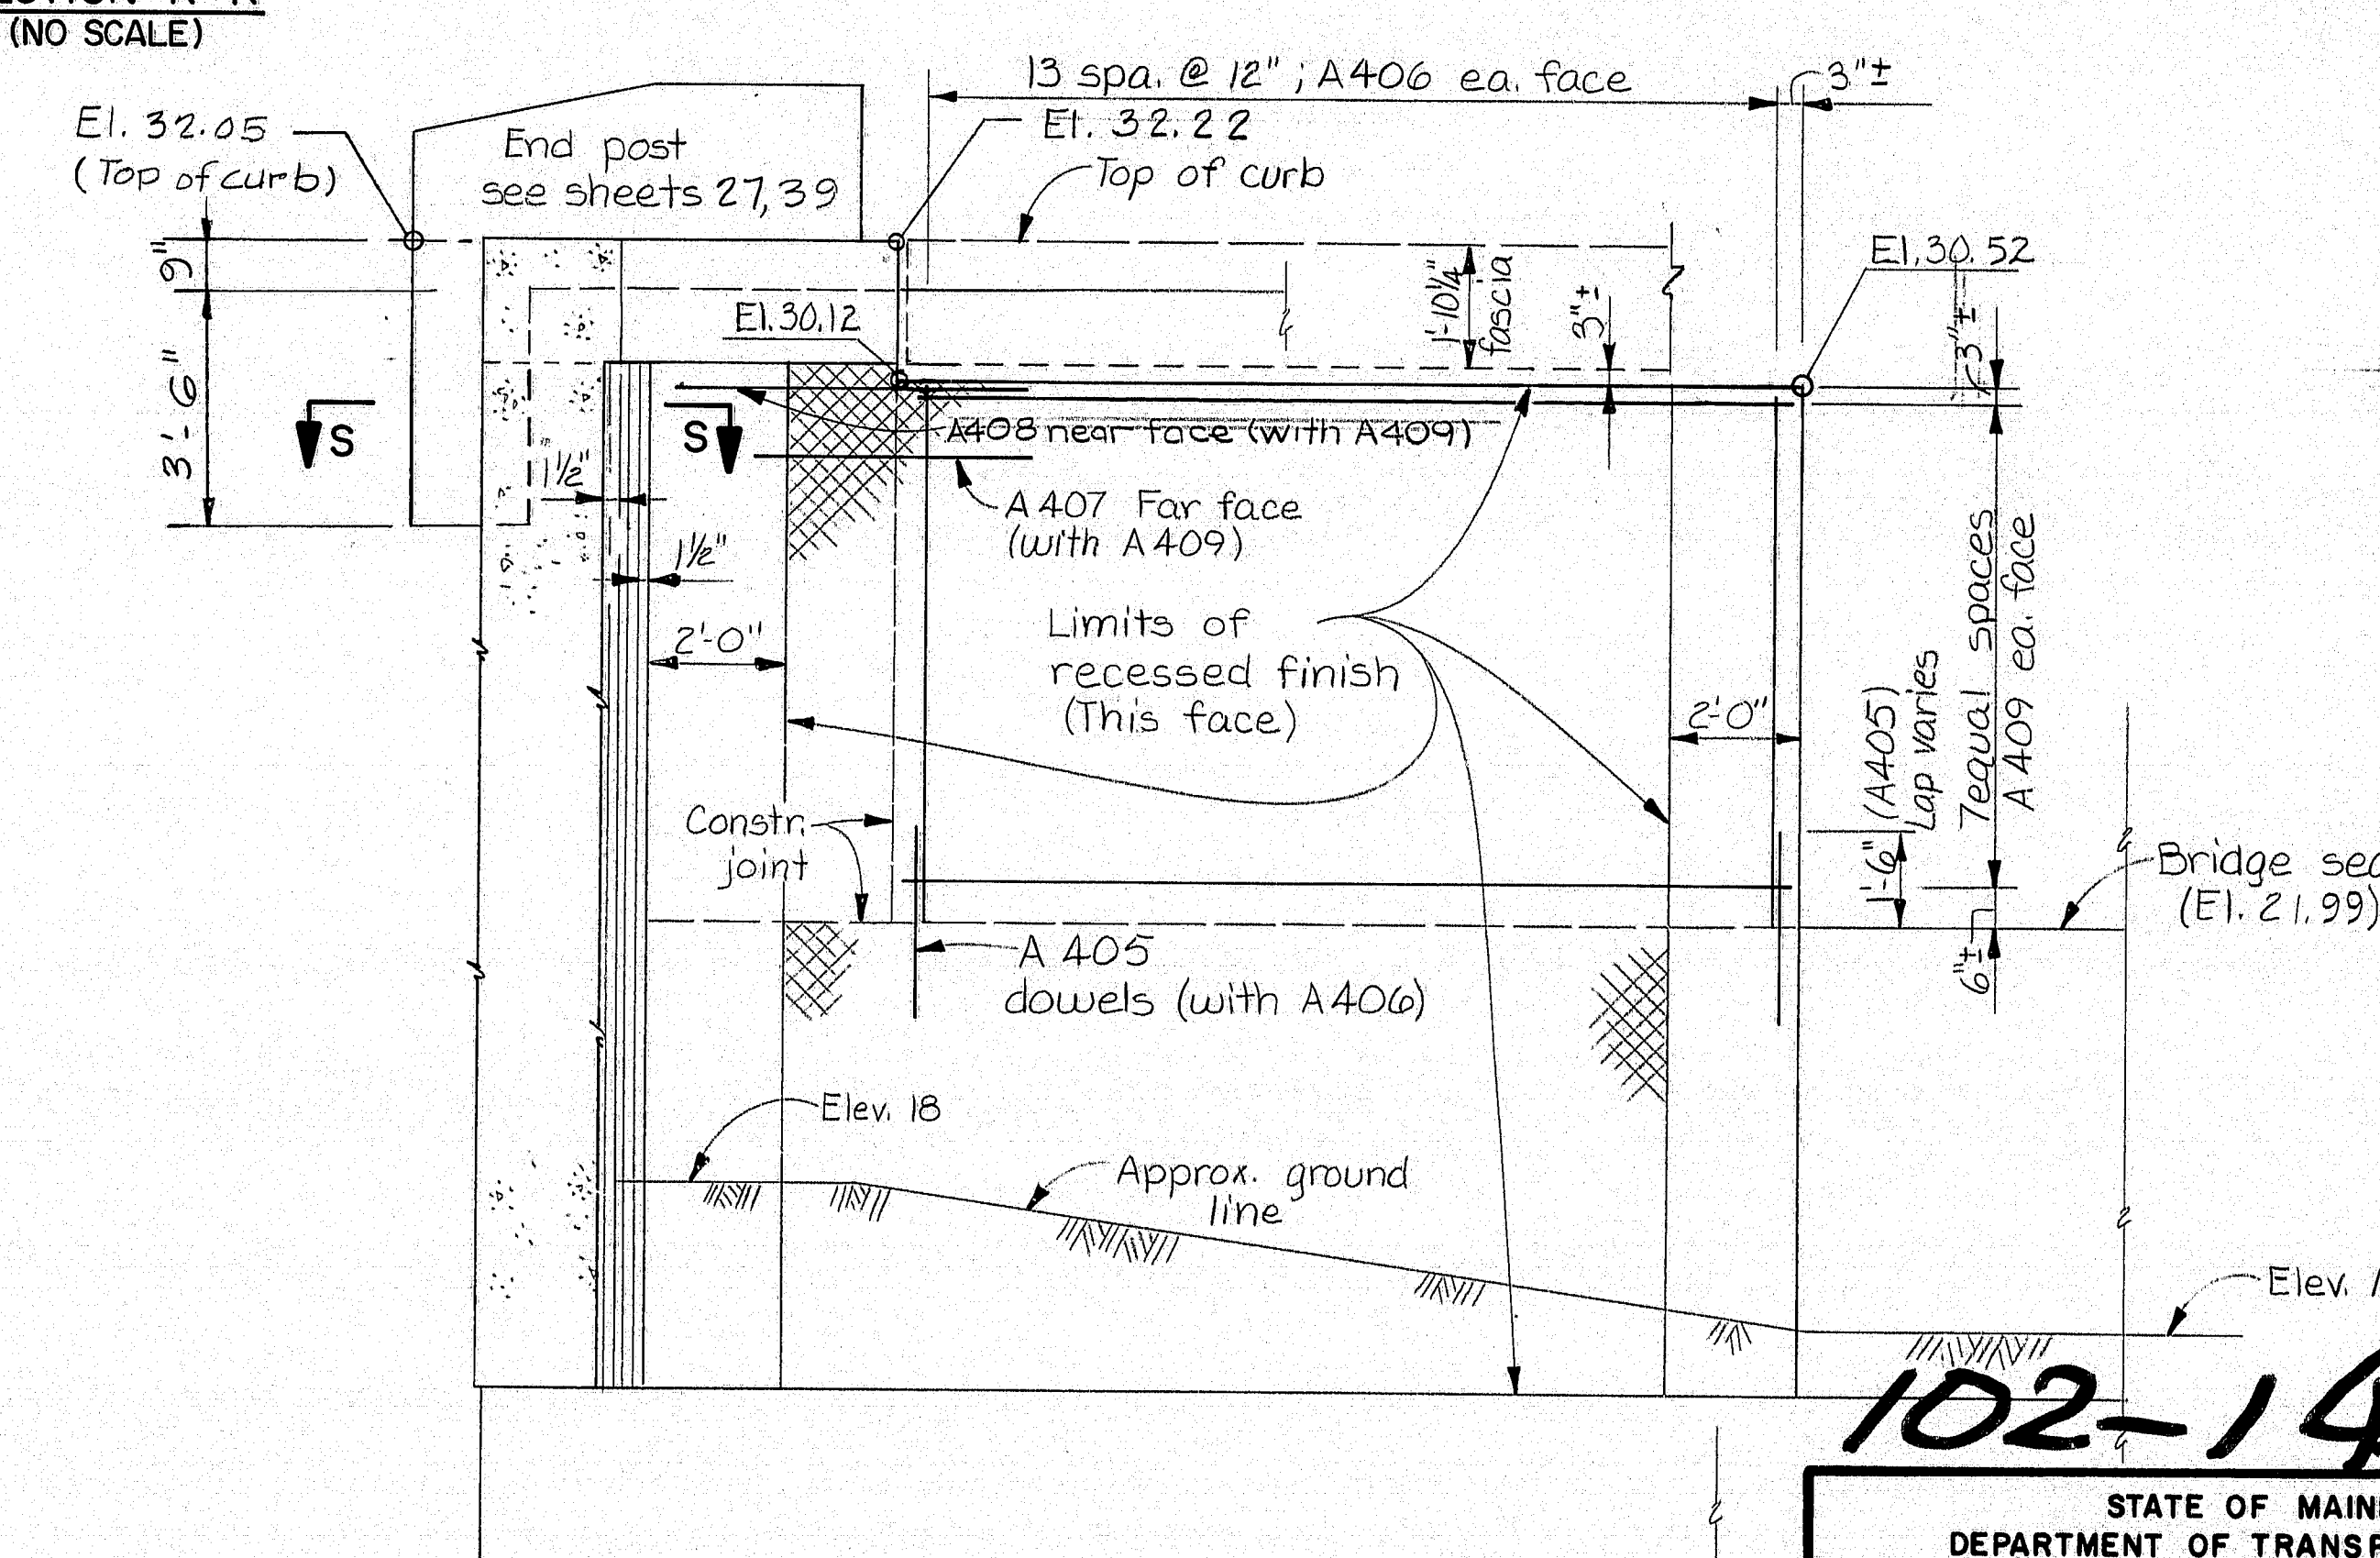 (NO SCALE)
13 spa. @ 12"; A406 ea. face
3"±
El. 32.05
(Top of curb)
End post
see sheets 27,39
El. 32.22
Top of curb
9"
3'-6"
El. 30.12
1'-10¼"
fascia
3"±
El. 30.52
3"±
S
S
A408 near face (with A409)
1½"
A407 Far face
(with A409)
1½"
2'-0"
Limits of
recessed finish
(This face)
2'-0"
1'-6" (A405)
Lap varies
7 equal spaces
A409 ea. face
Constr.
joint
Bridge
(El. 21.99)
6"±
A405
dowels (with A406)
Elev. 18
Approx. ground
line
Elev.
102-14
STATE OF
DEPARTMENT OF